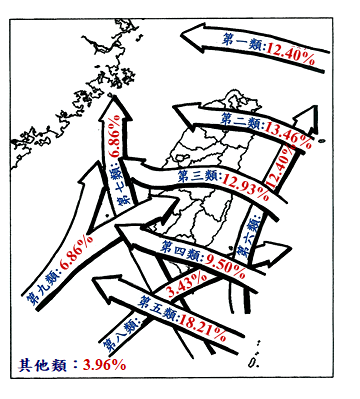 第一類:12.40%
第二類:13.46%
第七類:6.86%
第三類:12.93%
第六類:12.40%
第四類:9.50%
第九類:6.86%
第五類:18.21%
第八類:3.43%
其他類：3.96%